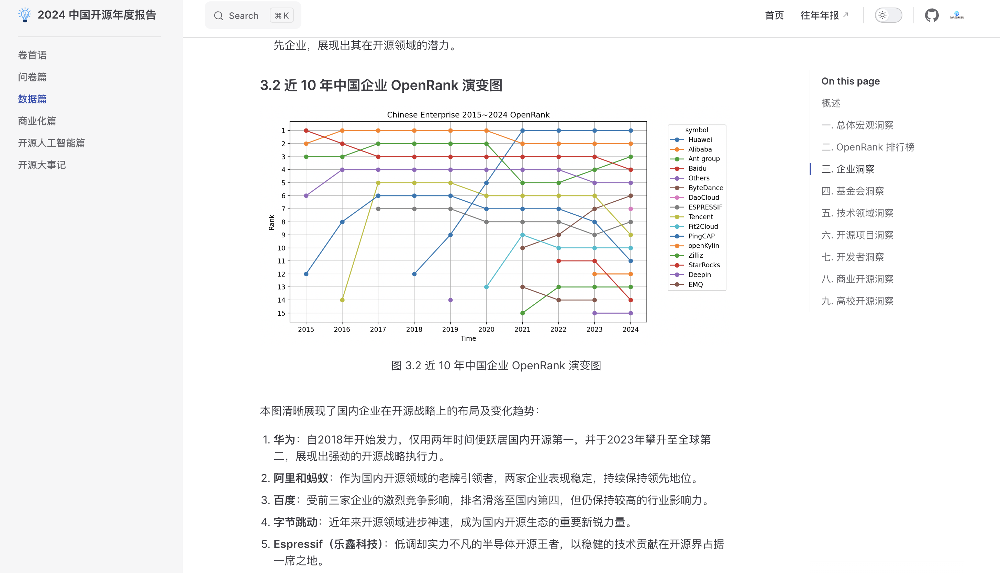 2024 中国开源年度报告
Search
⌘ K
首页
往年年报 ↗
卷首语
问卷篇
数据篇
商业化篇
开源人工智能篇
开源大事记
先企业，展现出其在开源领域的潜力。
3.2 近 10 年中国企业 OpenRank 演变图
Chinese Enterprise 2015~2024 OpenRank
Rank
1
2
3
4
5
6
7
8
9
10
11
12
13
14
15
2015 2016 2017 2018 2019 2020 2021 2022 2023 2024
Time
symbol
Huawei
Alibaba
Ant group
Baidu
Others
ByteDance
DaoCloud
ESPRESSIF
Tencent
Fit2Cloud
PingCAP
openKylin
Zilliz
StarRocks
Deepin
EMQ
图 3.2 近 10 年中国企业 OpenRank 演变图
本图清晰展现了国内企业在开源战略上的布局及变化趋势：
1. 华为：自2018年开始发力，仅用两年时间便跃居国内开源第一，并于2023年攀升至全球第
二，展现出强劲的开源战略执行力。
2. 阿里和蚂蚁：作为国内开源领域的老牌引领者，两家企业表现稳定，持续保持领先地位。
3. 百度：受前三家企业的激烈竞争影响，排名滑落至国内第四，但仍保持较高的行业影响力。
4. 字节跳动：近年来开源领域进步神速，成为国内开源生态的重要新锐力量。
5. Espressif（乐鑫科技）：低调却实力不凡的半导体开源王者，以稳健的技术贡献在开源界占据
一席之地。
On this page
概述
一. 总体宏观洞察
二. OpenRank 排行榜
三. 企业洞察
四. 基金会洞察
五. 技术领域洞察
六. 开源项目洞察
七. 开发者洞察
八. 商业开源洞察
九. 高校开源洞察